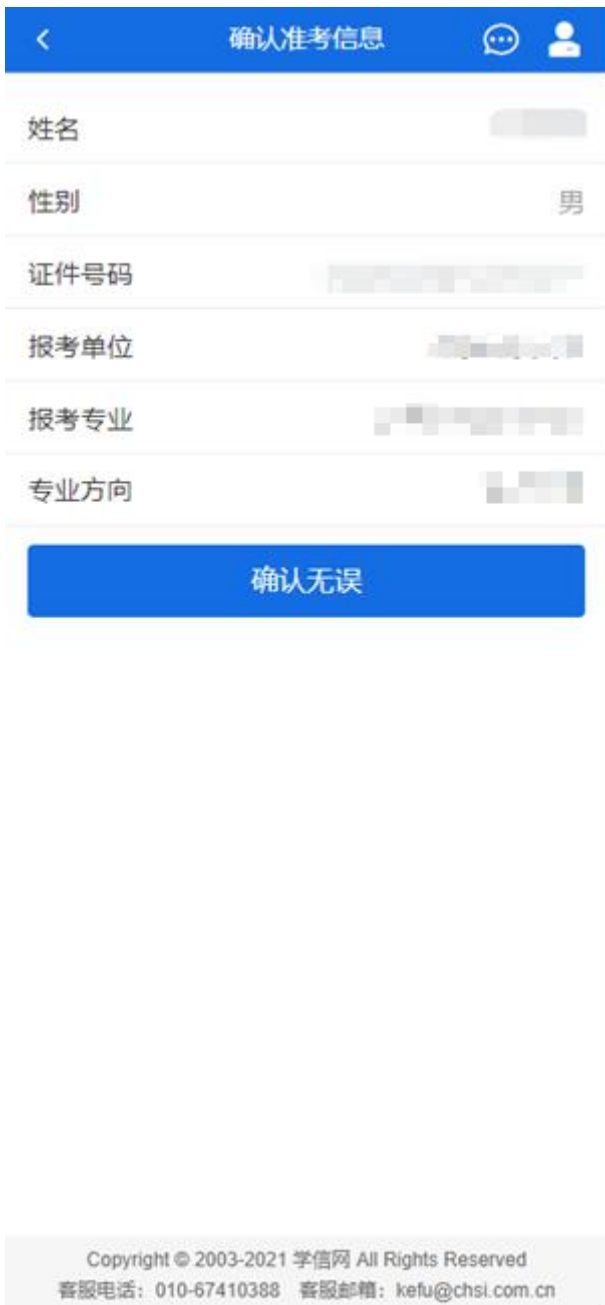 确认准考信息
姓名
性别 男
证件号码
报考单位
报考专业
专业方向
确认无误
Copyright © 2003-2021 学信网 All Rights Reserved
客服电话：010-67410388 客服邮箱：kefu@chsi.com.cn